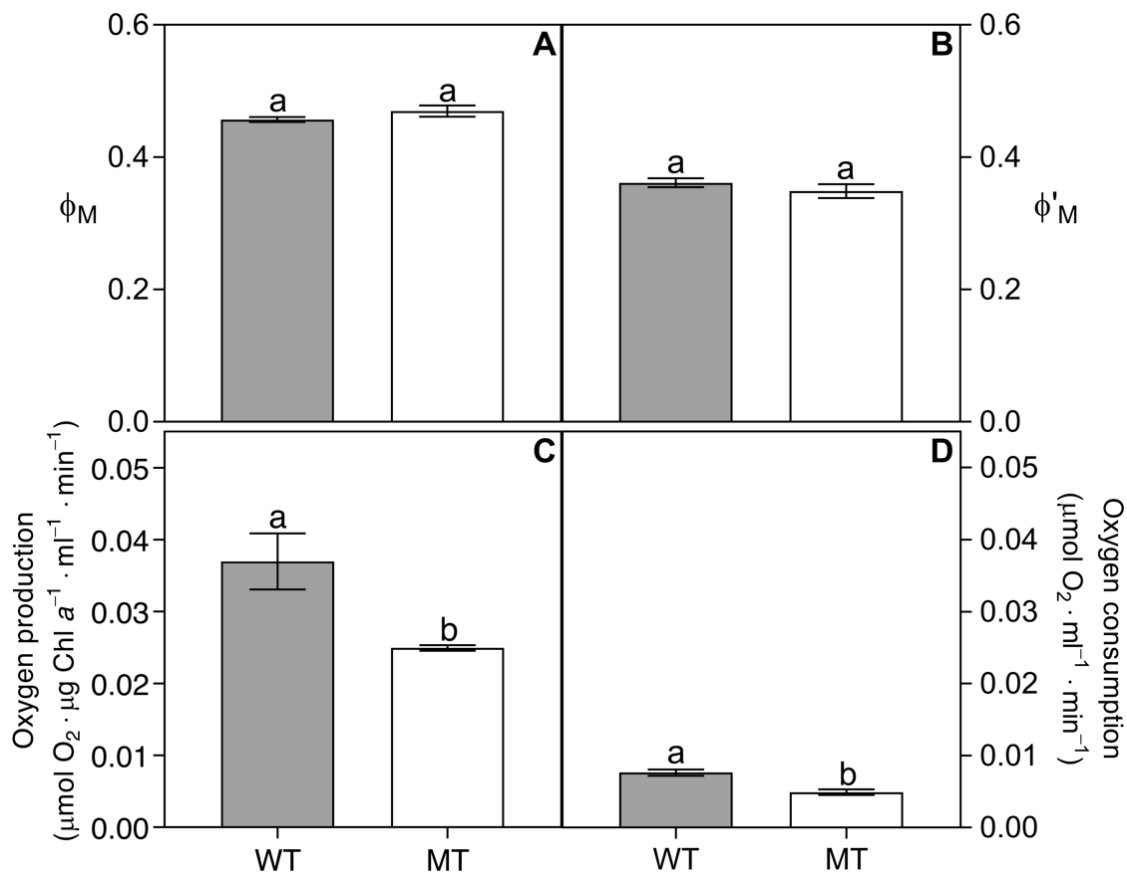 0.6
A
B
0.6
a
a
a
a
0.4
0.4
ϕM
ϕ'M
0.2
0.2
0.0
0.0
Oxygen production
(μmol O₂ · μg Chl a⁻¹ · ml⁻¹ · min⁻¹)
0.05
0.04
0.03
0.02
0.01
0.00
C
a
b
D
a
b
0.05
0.04
0.03
0.02
0.01
0.00
Oxygen consumption
(μmol O₂ · ml⁻¹ · min⁻¹)
WT
MT
WT
MT